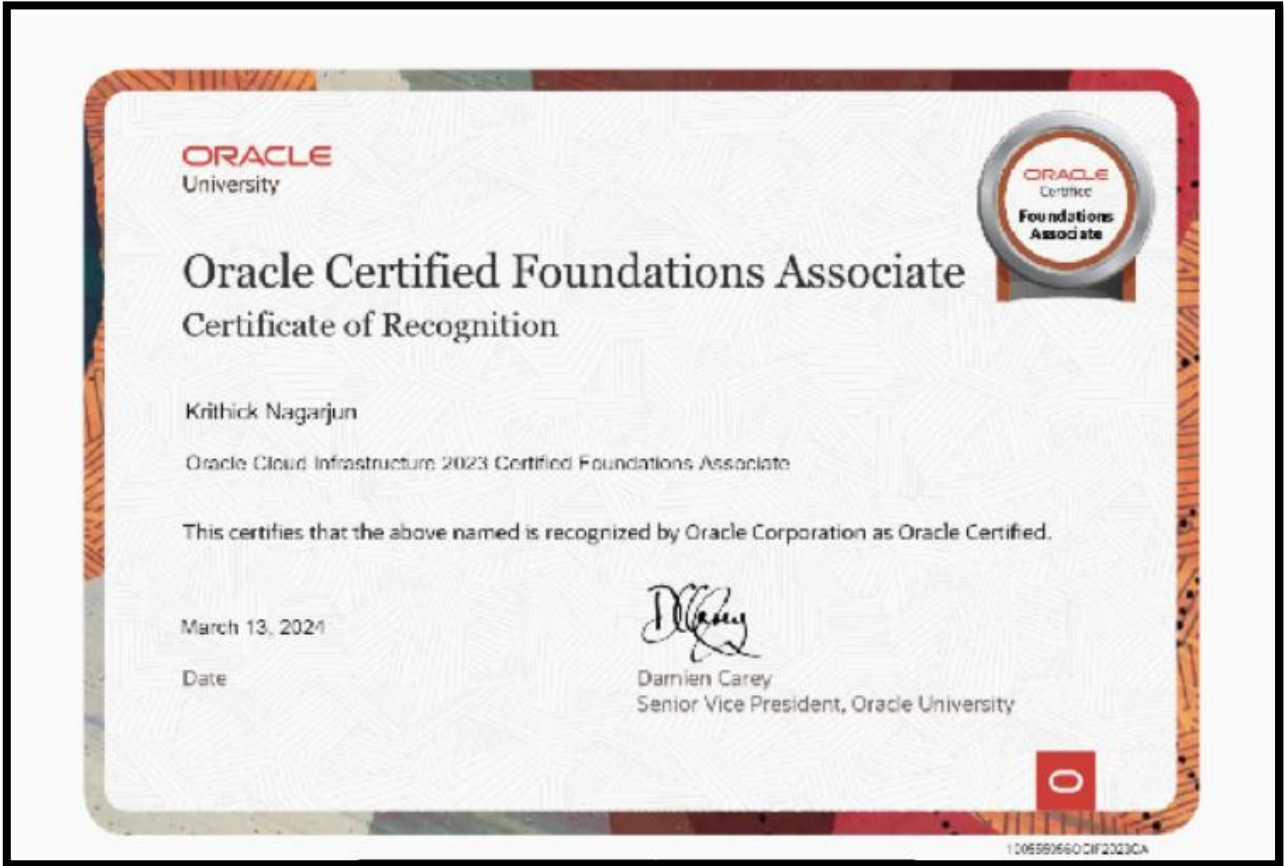 ORACLE
University
ORACLE
Certified
Foundations
Associate
Oracle Certified Foundations Associate
Certificate of Recognition
Krithick Nagarjun
Oracle Cloud Infrastructure 2023 Certified Foundations Associate
This certifies that the above named is recognized by Oracle Corporation as Oracle Certified.
March 13, 2024
Date
Damien Carey
Senior Vice President, Oracle University